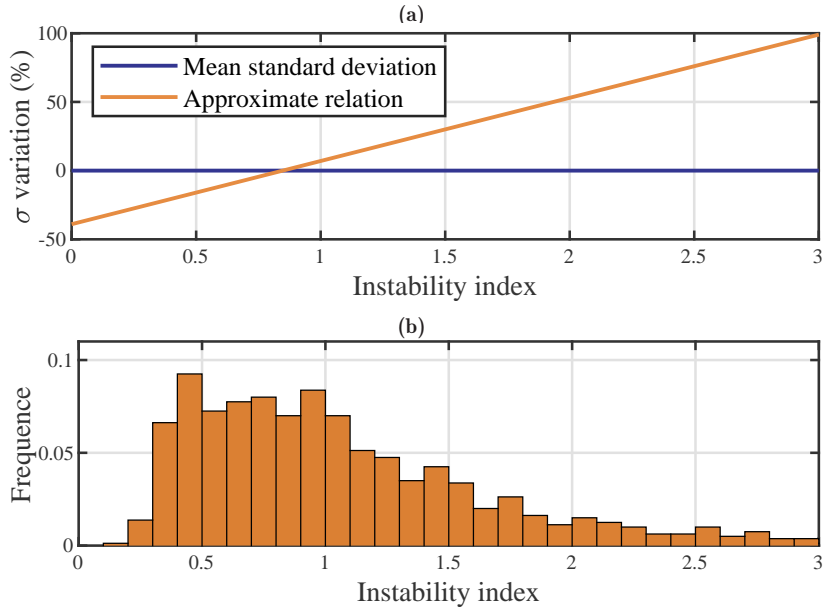 (a)
100
50
0
-50
σ variation (%)
Mean standard deviation
Approximate relation
0 0.5 1 1.5 2 2.5 3
Instability index
(b)
0.1
0.05
0
Frequence
0 0.5 1 1.5 2 2.5 3
Instability index